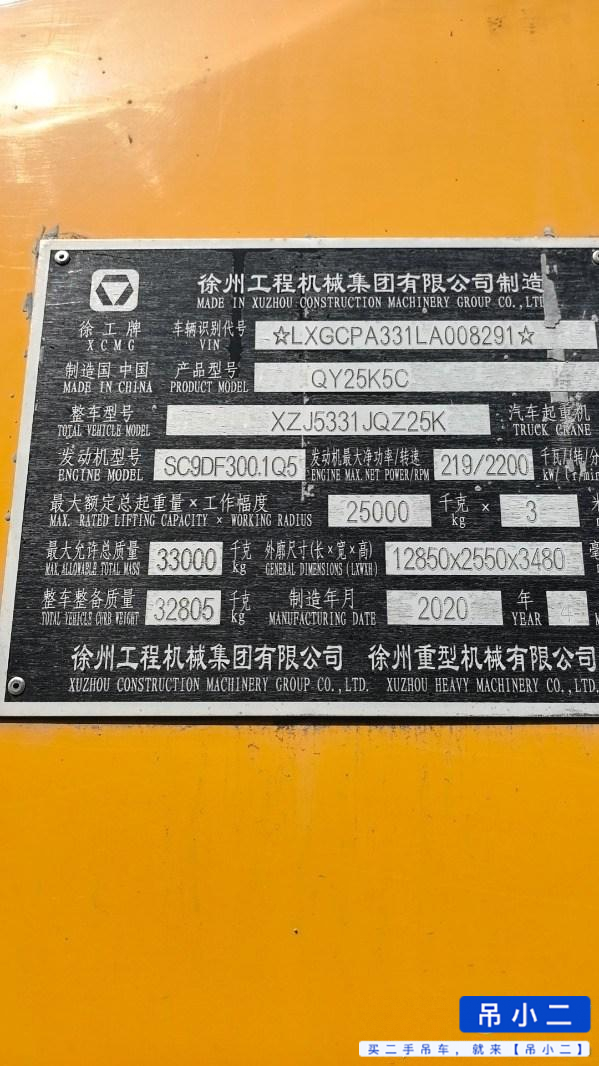 徐州工程机械集团有限公司制造
MADE IN XUZHOU CONSTRUCTION MACHINERY GROUP CO.,LTD
徐工牌 车辆识别代号 ☆LXGCPA331LA008291☆
XCMG VIN
制造国 中国 产品型号 QY25K5C
MADE IN CHINA PRODUCT MODEL
整车型号 XZJ5331JQZ25K 汽车起重机
TOTAL VEHICLE MODEL TRUCK CRANE
发动机型号 SC9DF300.1Q5 发动机最大净功率/转速 219/2200 千瓦/(转/分
ENGINE MODEL ENGINE MAX.NET POWER/RPM kW/(r/min
最大额定总起重量×工作幅度 25000 千克 × 3 米
MAX. RATED LIFTING CAPACITY × WORKING RADIUS kg
最大允许总质量 33000 千克 外廓尺寸(长×宽×高) 12850x2550x3480
MAX ALLOWABLE TOTAL MASS kg GENERAL DIMENSIONS (LXWXH)
整车整备质量 32805 千克 制造年月 2020 年 4
TOTAL VEHICLE CURB WEIGHT kg MANUFACTURING DATE YEAR
徐州工程机械集团有限公司 徐州重型机械有限公司
XUZHOU CONSTRUCTION MACHINERY GROUP CO.,LTD. XUZHOU HEAVY MACHINERY CO.,LTD.
吊小二
买二手吊车，就来【吊小二】